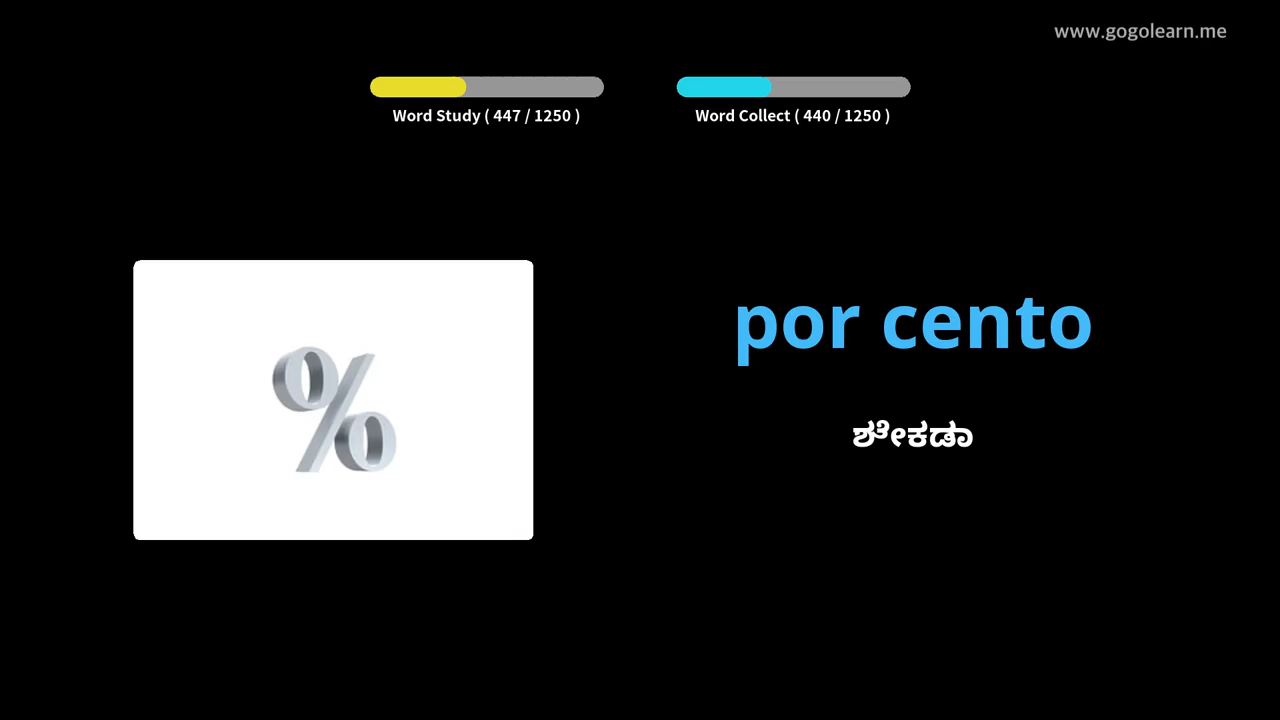 www.gogolearn.me
Word Study ( 447 / 1250 )
Word Collect ( 440 / 1250 )
%
por cento
ಶೇಕಡಾ